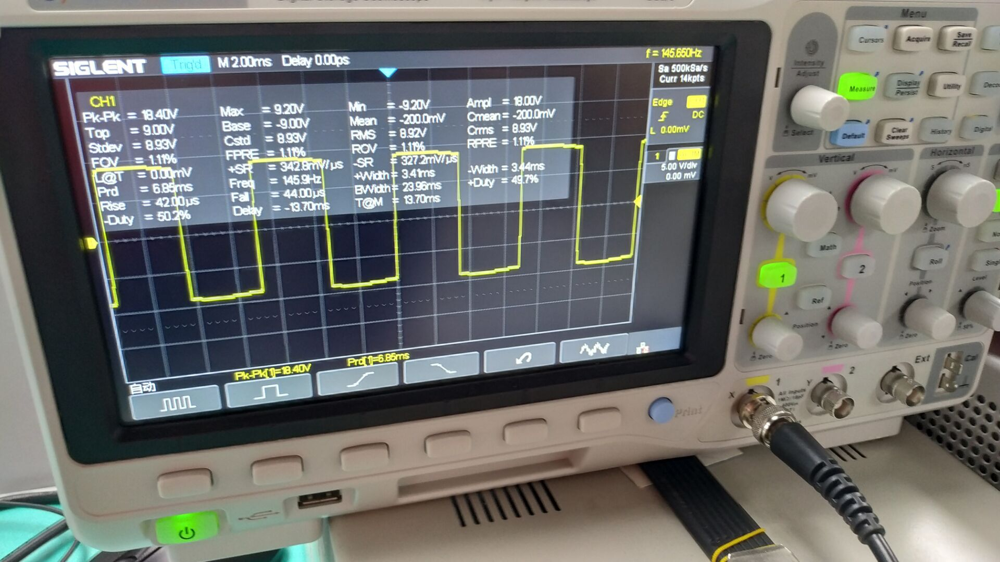 SIGLENT Trig'd M 2.00ms Delay 0.00ps f = 145.650Hz
Sa 500kSa/s
Curr 14kpts
CH1
Pk-Pk = 18.40V Max = 9.20V Min = -9.20V Ampl = 18.00V
Top = 9.00V Base = -9.00V Mean = -200.0mV Cmean = -200.0mV
Stdev = 8.93V Cstd = 8.93V RMS = 8.92V Crms = 8.93V
FOV = 1.11% FPRE = 1.11% ROV = 1.11% RPRE = 1.11%
L@T = 0.00mV +SR = 342.8mV/µs -SR = 327.2mV/µs
Prd = 6.85ms Freq = 145.9Hz +Width = 3.41ms -Width = 3.44ms
Rise = 42.00µs Fall = 44.00µs BWidth = 23.96ms +Duty = 49.7%
-Duty = 50.2% Delay = -13.70ms T@M = 13.70ms
Edge
DC
L 0.00mV
1
5.00 V/div
0.00 mV
Pk-Pk[1]=18.40V Prd[1]=6.85ms
自动
Menu
Cursors Acquire Save Recall
Intensity
Adjust
Measure Display Persist Utility
Select
Default Clear Sweeps History Digital
Vertical Horizontal
V mV V mV S nS
Math Zoom
Roll
1 2
Ref
Position Position Level
Zero Zero Zero 50%
Print
X 1 Y 2 Ext Cal
All Inputs